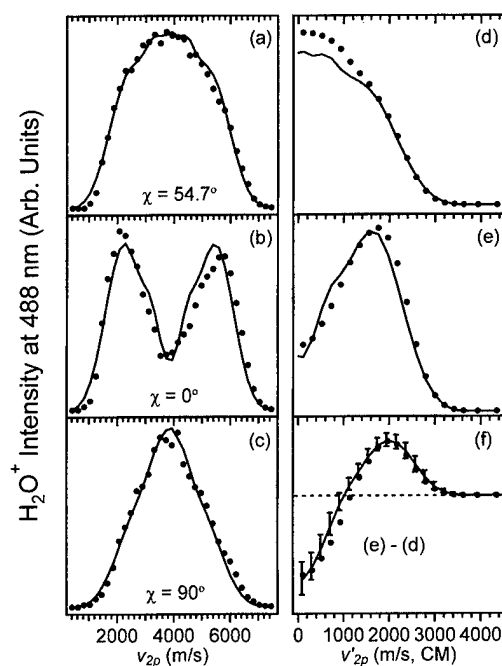 H₂O⁺ Intensity at 488 nm (Arb. Units)
(a)
χ = 54.7°
(b)
χ = 0°
(c)
χ = 90°
2000 4000 6000
v₂ₚ (m/s)
(d)
(e)
(f)
(e) - (d)
0 1000 2000 3000 4000
v'₂ₚ (m/s, CM)